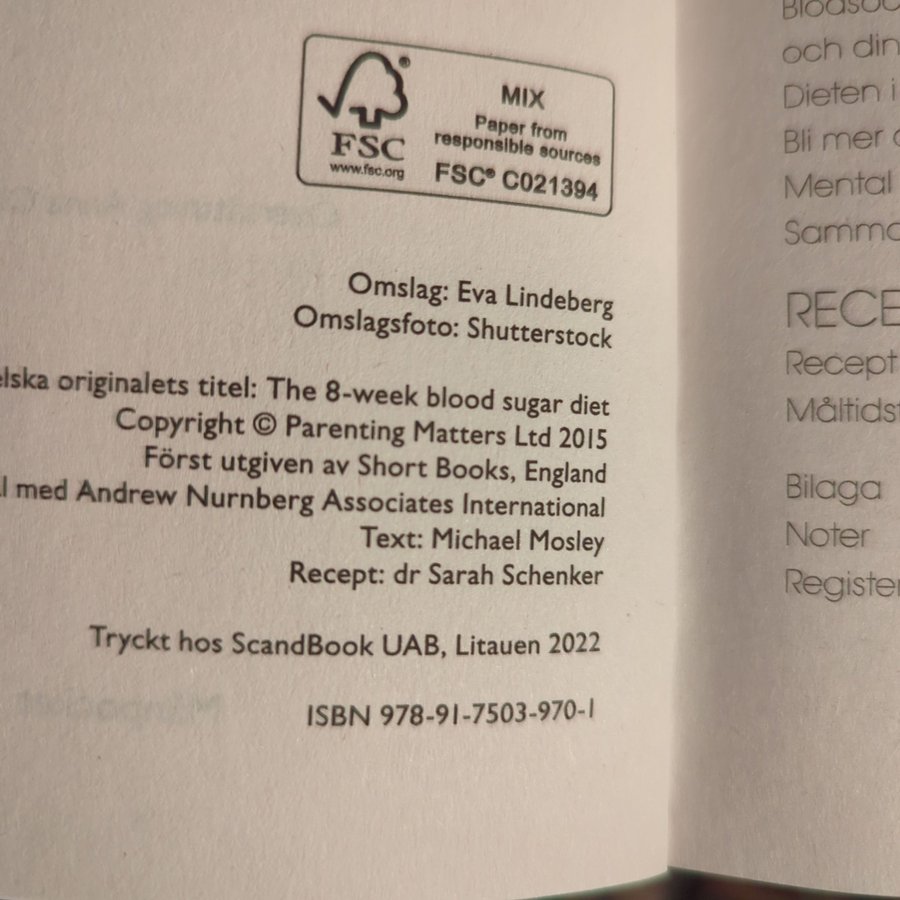 FSC®
www.fsc.org
MIX
Paper from
responsible sources
FSC® C021394
Omslag: Eva Lindeberg
Omslagsfoto: Shutterstock
originalets titel: The 8-week blood sugar diet
Copyright © Parenting Matters Ltd 2015
Först utgiven av Short Books, England
med Andrew Nurnberg Associates International
Text: Michael Mosley
Recept: dr Sarah Schenker
Tryckt hos ScandBook UAB, Litauen 2022
ISBN 978-91-7503-970-1
och din
Dieten i
Bli mer
Mental
RECE
Recept
Måltidst
Bilaga
Noter
Register